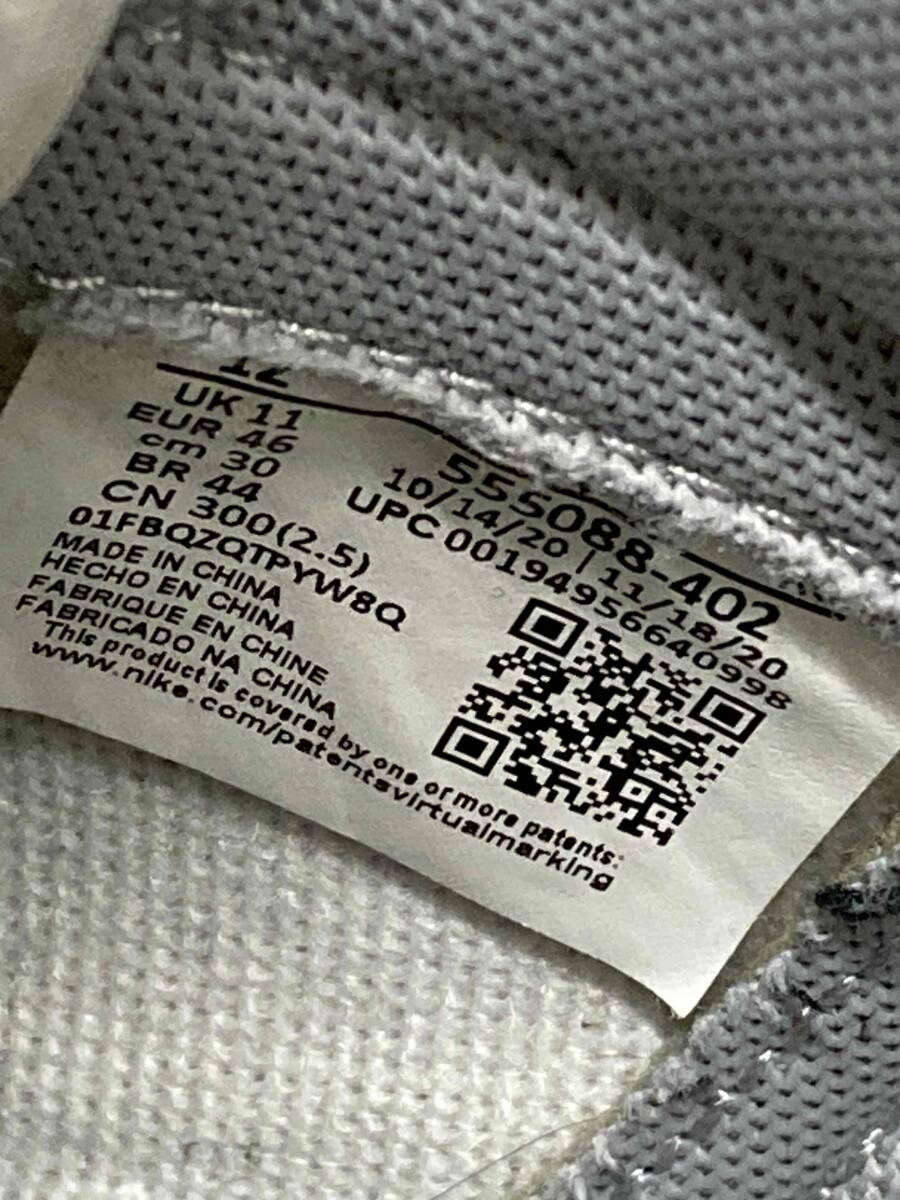 12
UK 11
EUR 46
cm 30
BR 44
CN 300(2.5)
01FBQZQTPYW8Q
MADE IN CHINA
HECHO EN CHINA
FABRIQUE EN CHINE
FABRICADO NA CHINA
This product is covered by one or more patents:
www.nike.com/patentsvirtualmarking
555088-402
10/14/20 | 11/18/20
UPC 00194956640998